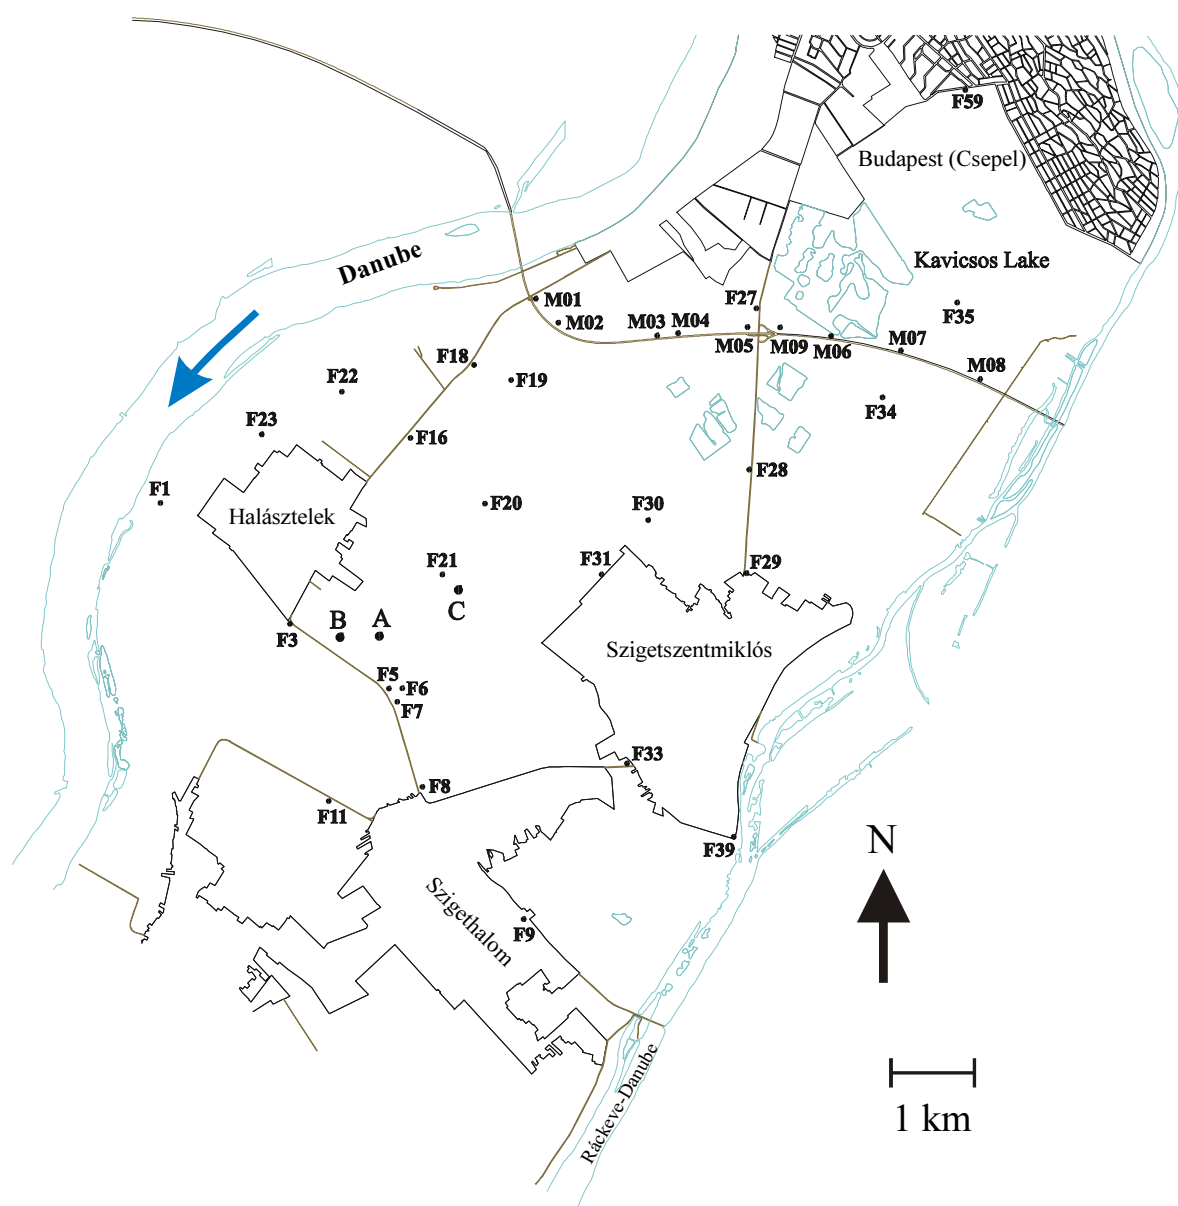 F59
Budapest (Csepel)
Danube
Kavicsos Lake
M01
F27
F35
M02
M03
M04
M05
M09
M06
M07
M08
F18
F19
F22
F34
F23
F16
F28
F1
F20
F30
Halásztelek
F21
F31
F29
C
B
A
F3
Szigetszentmiklós
F5
F6
F7
F33
F8
F11
F39
N
Szigethalom
F9
Ráckeve-Danube
1 km